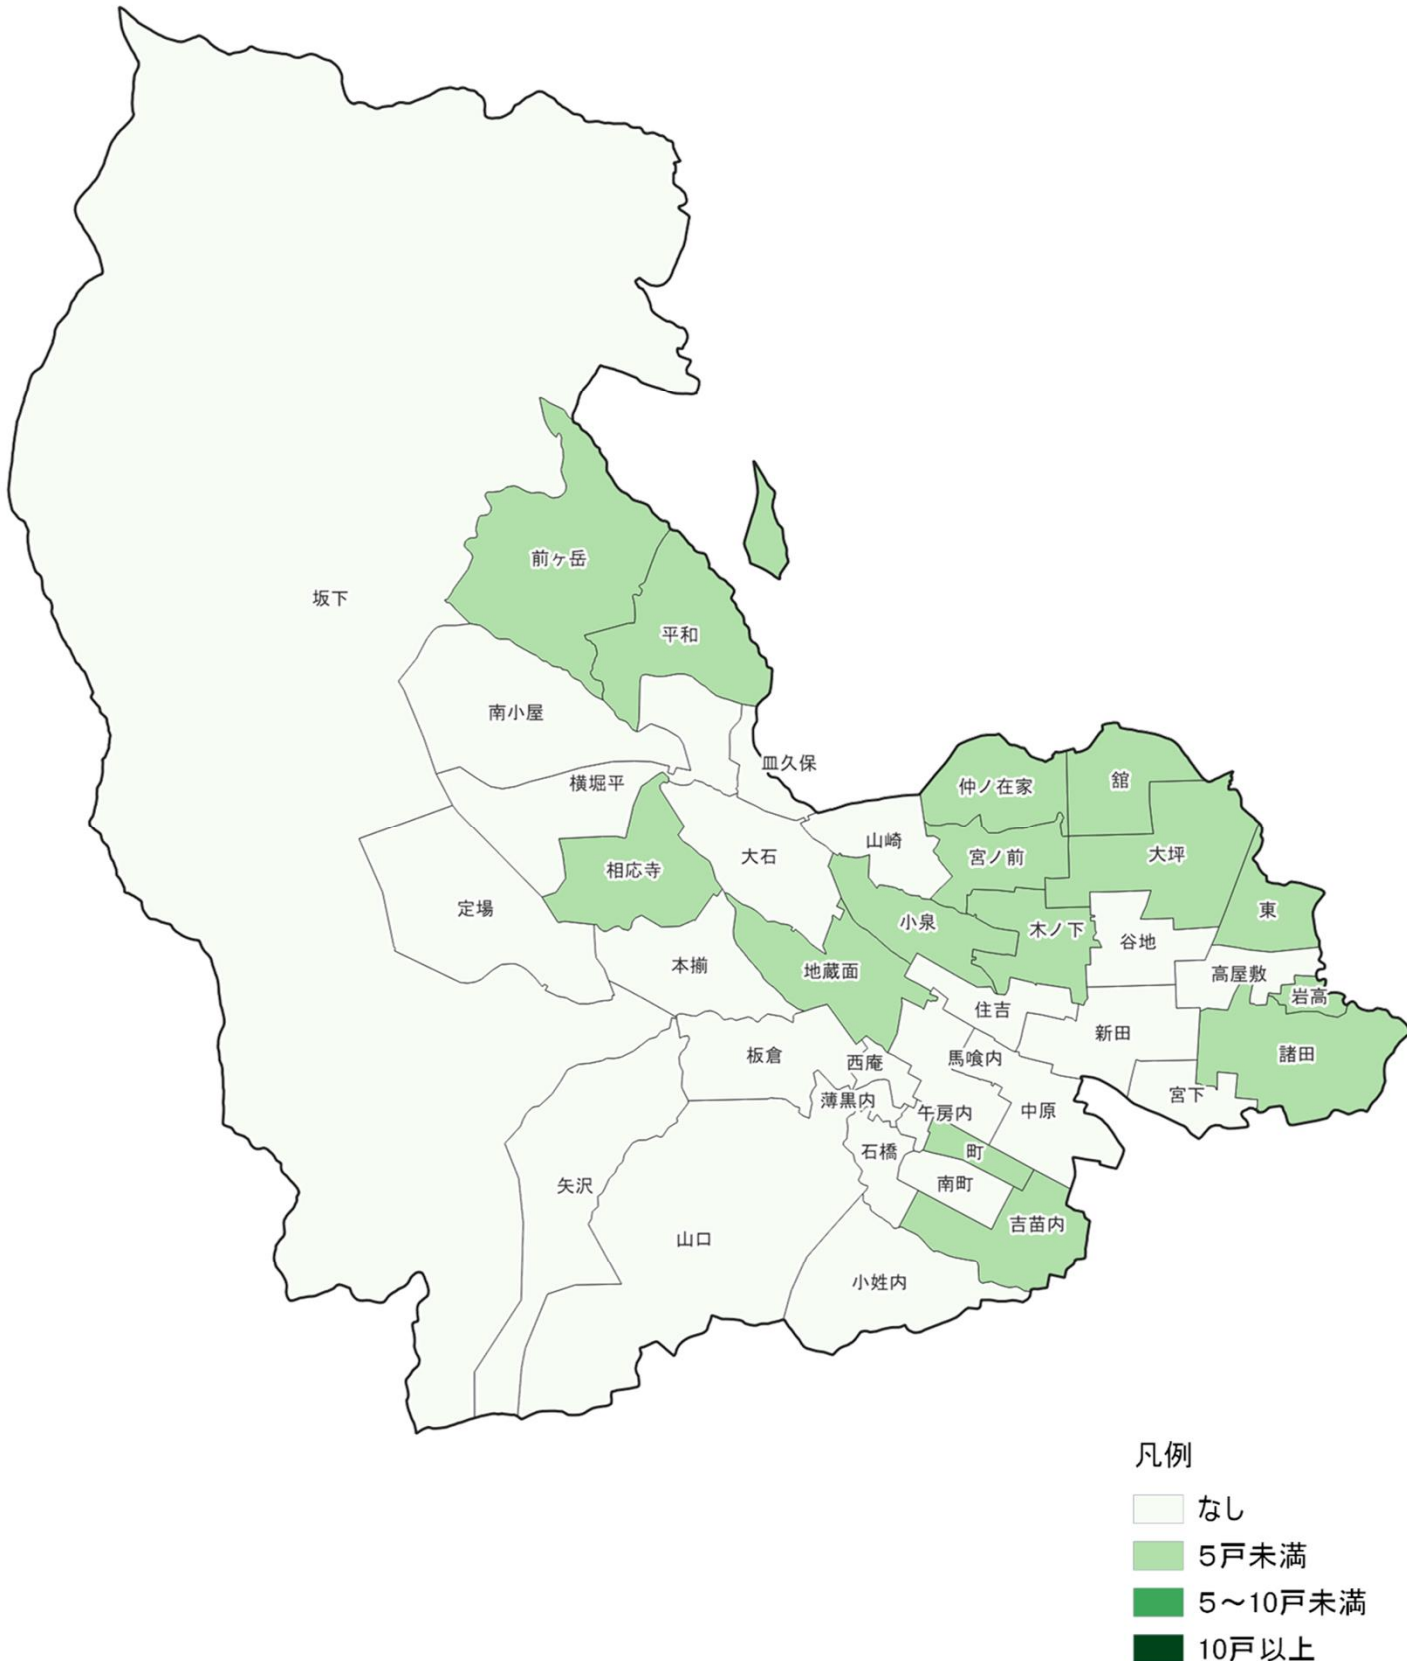 前ヶ岳
坂下
平和
南小屋
皿久保
横堀平
仲ノ在家
舘
山崎
大石
宮ノ前
大坪
相応寺
定場
小泉
木ノ下
谷地
東
本揃
地蔵面
高屋敷
岩高
住吉
新田
諸田
板倉
西庵
馬喰内
宮下
薄黒内
午房内
中原
石橋
町
矢沢
南町
吉苗内
山口
小姓内
凡例
なし
5戸未満
5～10戸未満
10戸以上